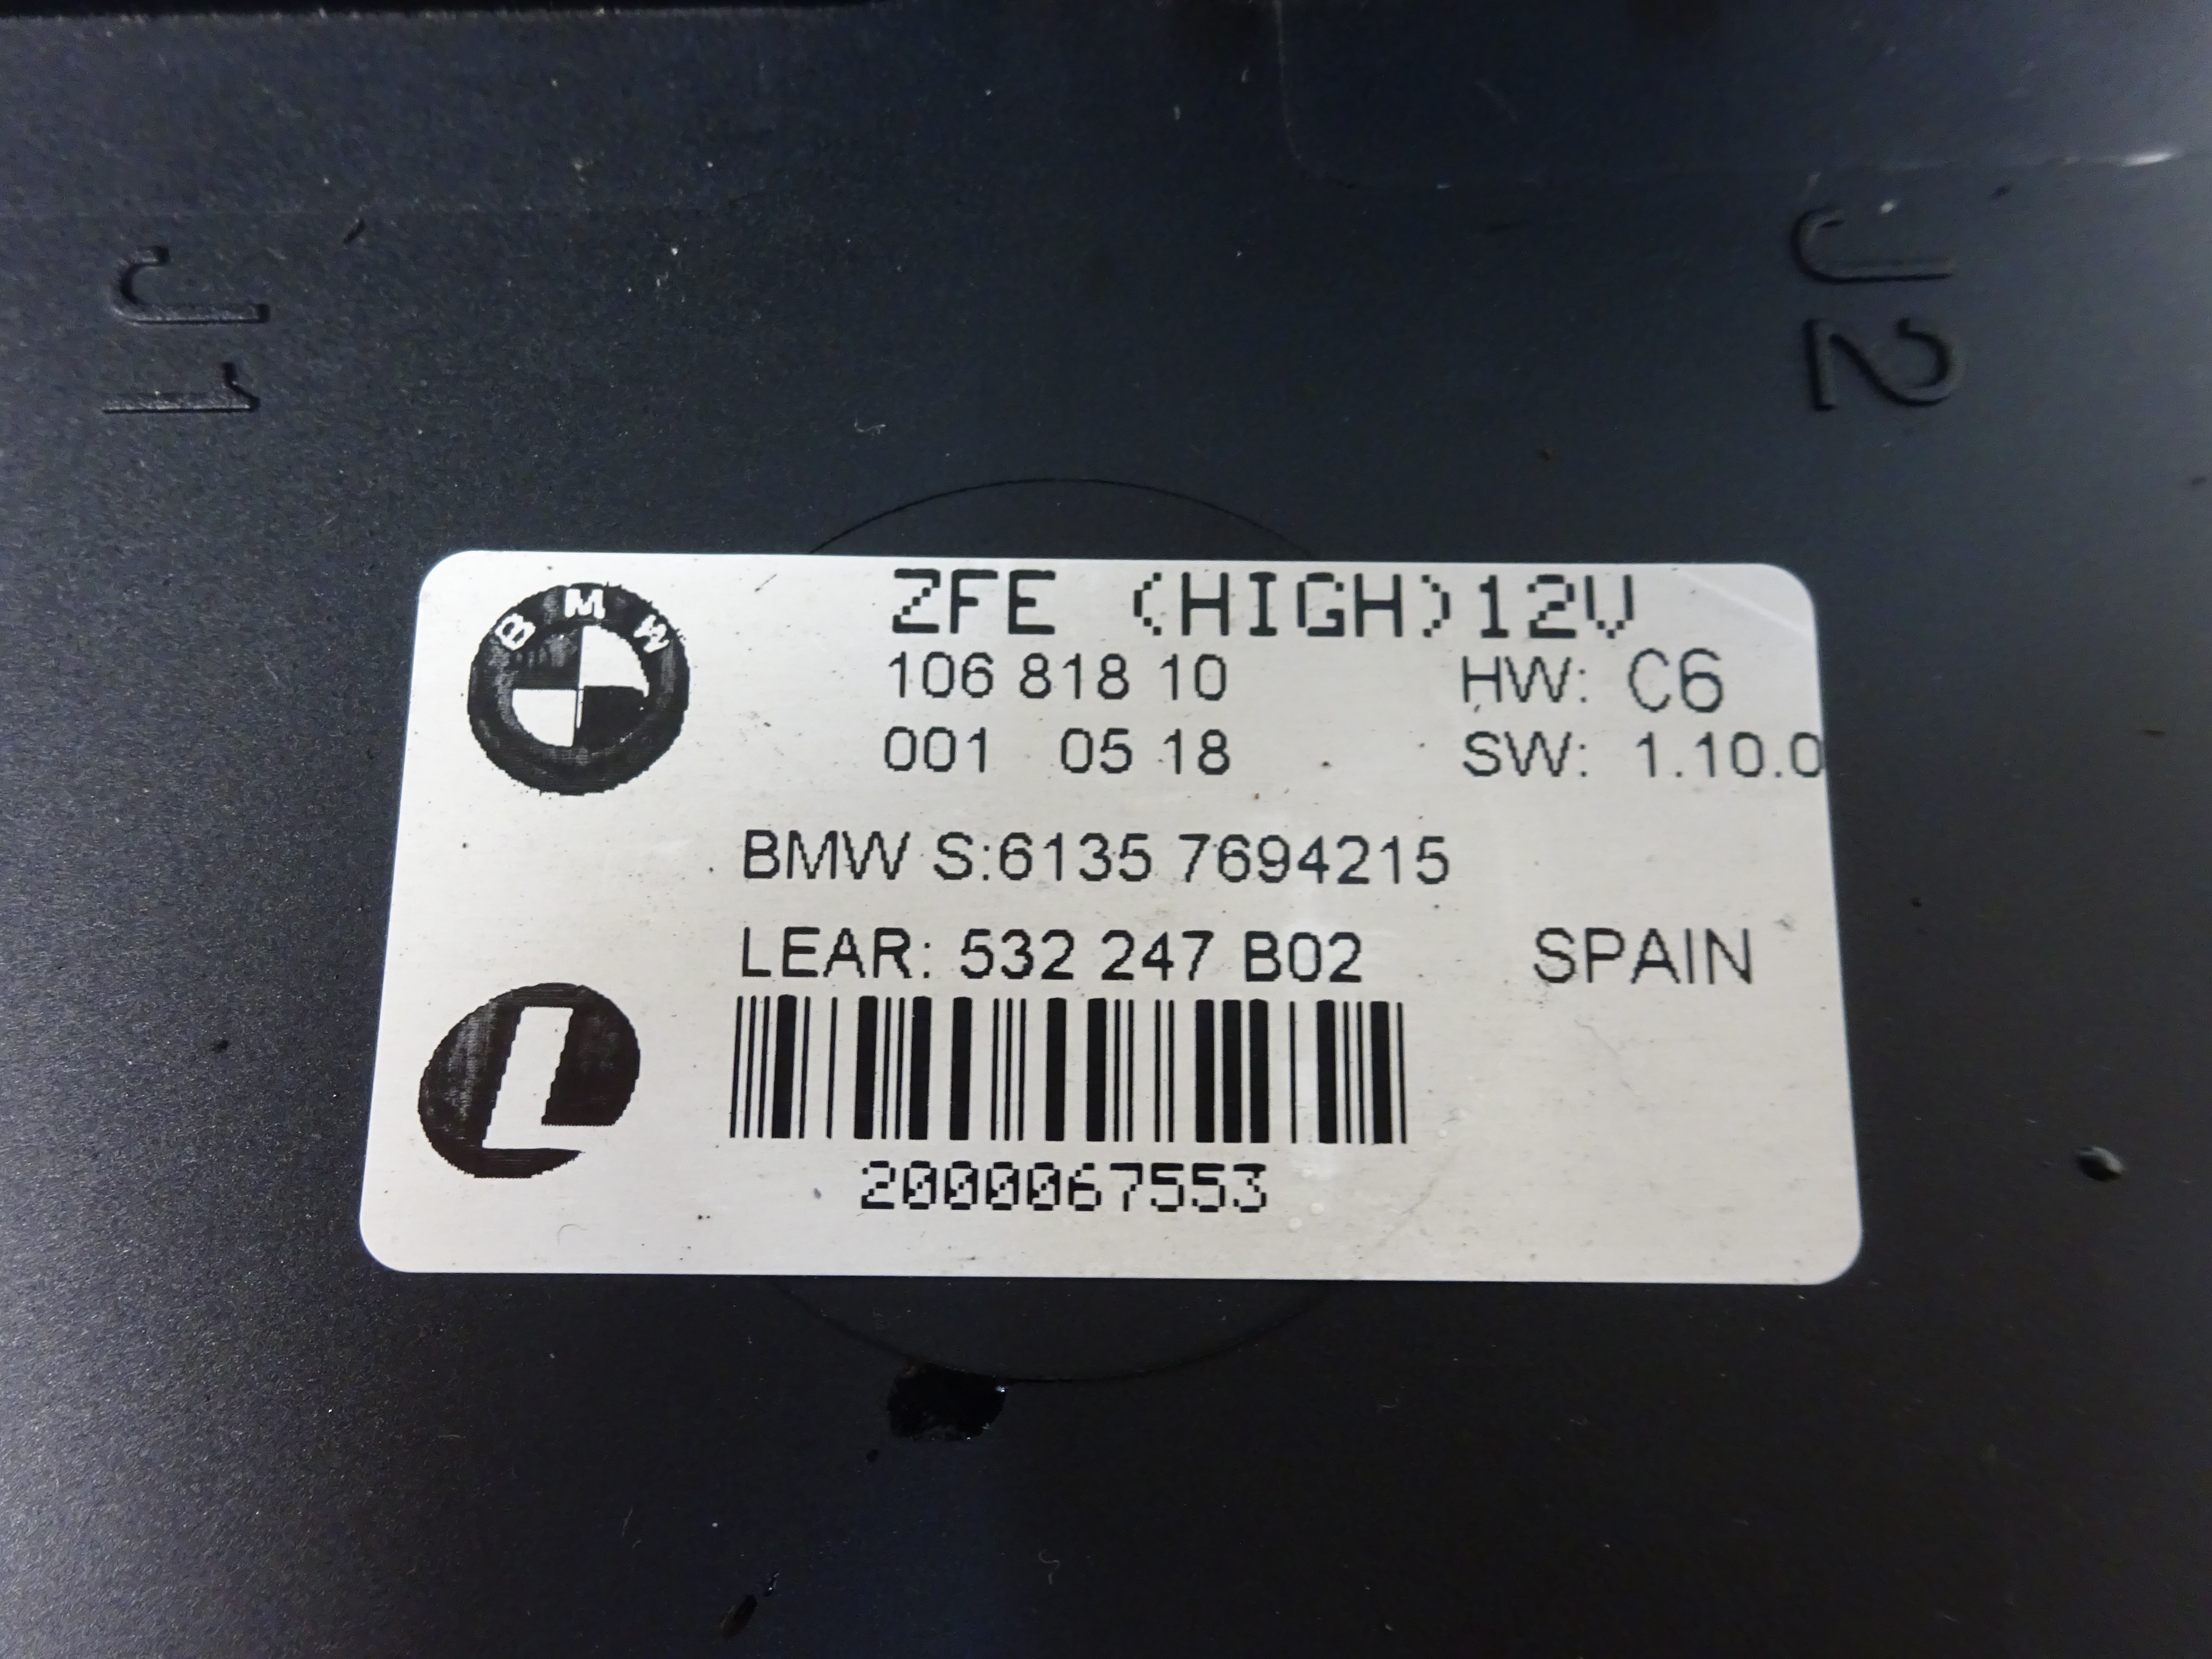 J1
J2
BMW
ZFE (HIGH)12V
106 818 10 HW: C6
001 05 18 SW: 1.10.0
BMW S:6135 7694215
LEAR: 532 247 B02 SPAIN
L
2000067553